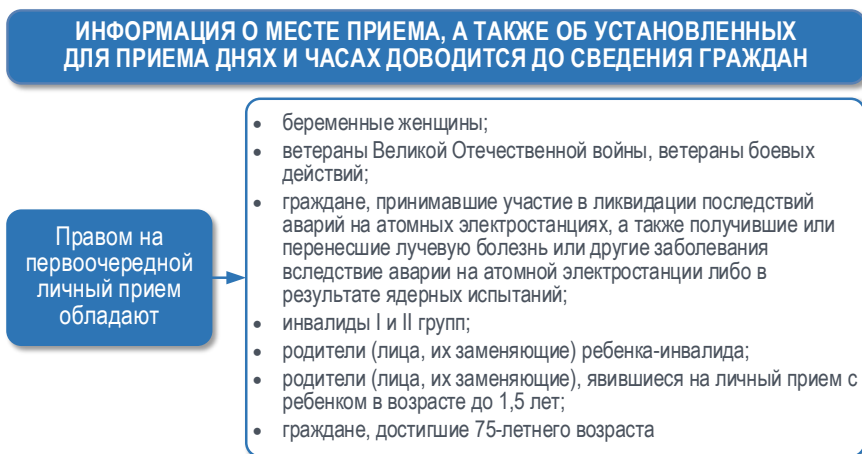 ИНФОРМАЦИЯ О МЕСТЕ ПРИЕМА, А ТАКЖЕ ОБ УСТАНОВЛЕННЫХ
ДЛЯ ПРИЕМА ДНЯХ И ЧАСАХ ДОВОДИТСЯ ДО СВЕДЕНИЯ ГРАЖДАН
Правом на
первоочередной
личный прием
обладают
• беременные женщины;
• ветераны Великой Отечественной войны, ветераны боевых
действий;
• граждане, принимавшие участие в ликвидации последствий
аварий на атомных электростанциях, а также получившие или
перенесшие лучевую болезнь или другие заболевания
вследствие аварии на атомной электростанции либо в
результате ядерных испытаний;
• инвалиды I и II групп;
• родители (лица, их заменяющие) ребенка-инвалида;
• родители (лица, их заменяющие), явившиеся на личный прием с
ребенком в возрасте до 1,5 лет;
• граждане, достигшие 75-летнего возраста